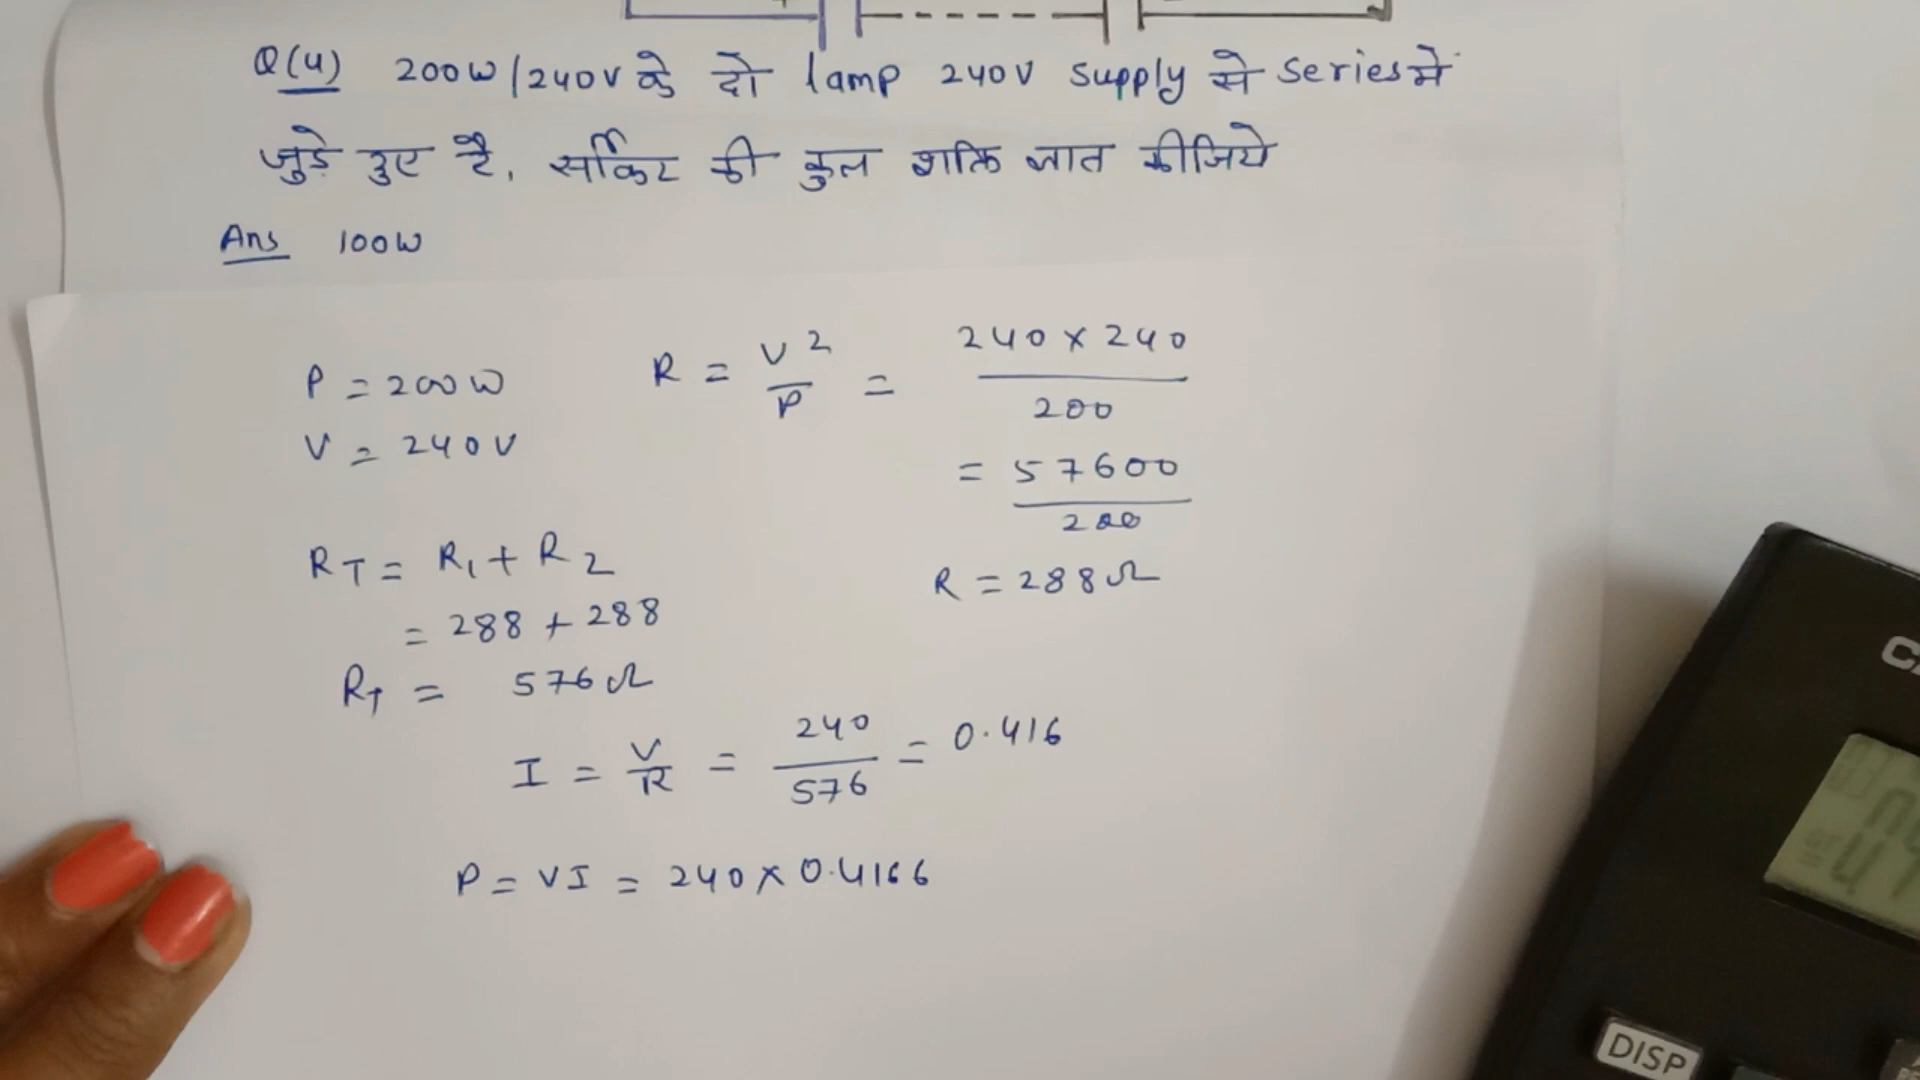 Q(4) 200W/240V के दो lamp 240V supply से series में
जुड़े हुए है, सर्किट की कुल शक्ति ज्ञात कीजिये
Ans 100W
P = 200W
V = 240V
R = V²/P = 240 × 240 / 200
= 57600 / 200
R = 288Ω
RT = R1 + R2
= 288 + 288
RT = 576Ω
I = V/R = 240/576 = 0.416
P = VI = 240 × 0.4166
DISP